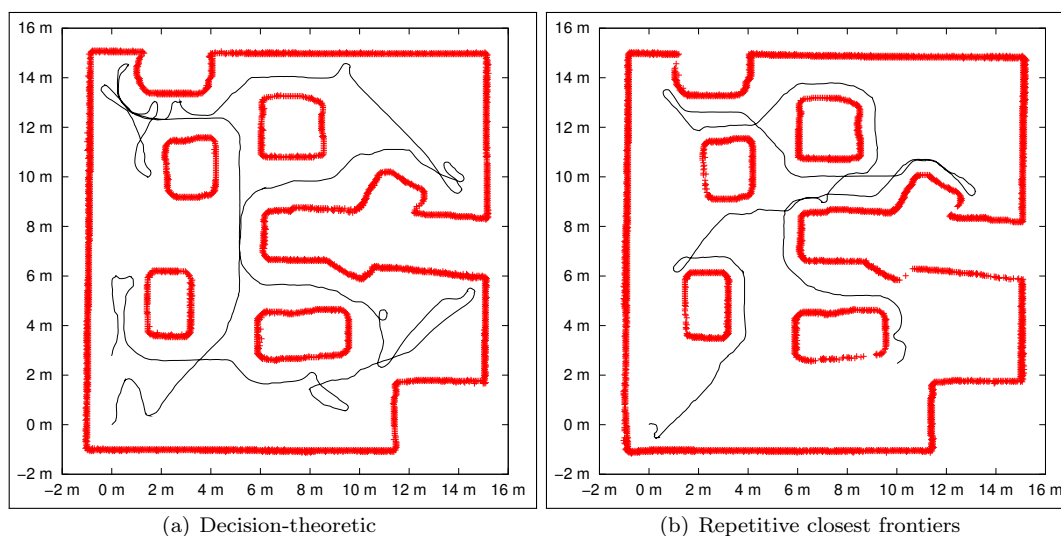 16 m
14 m
12 m
10 m
8 m
6 m
4 m
2 m
0 m
−2 m
−2 m 0 m 2 m 4 m 6 m 8 m 10 m 12 m 14 m 16 m
(a) Decision-theoretic
16 m
14 m
12 m
10 m
8 m
6 m
4 m
2 m
0 m
−2 m
−2 m 0 m 2 m 4 m 6 m 8 m 10 m 12 m 14 m 16 m
(b) Repetitive closest frontiers